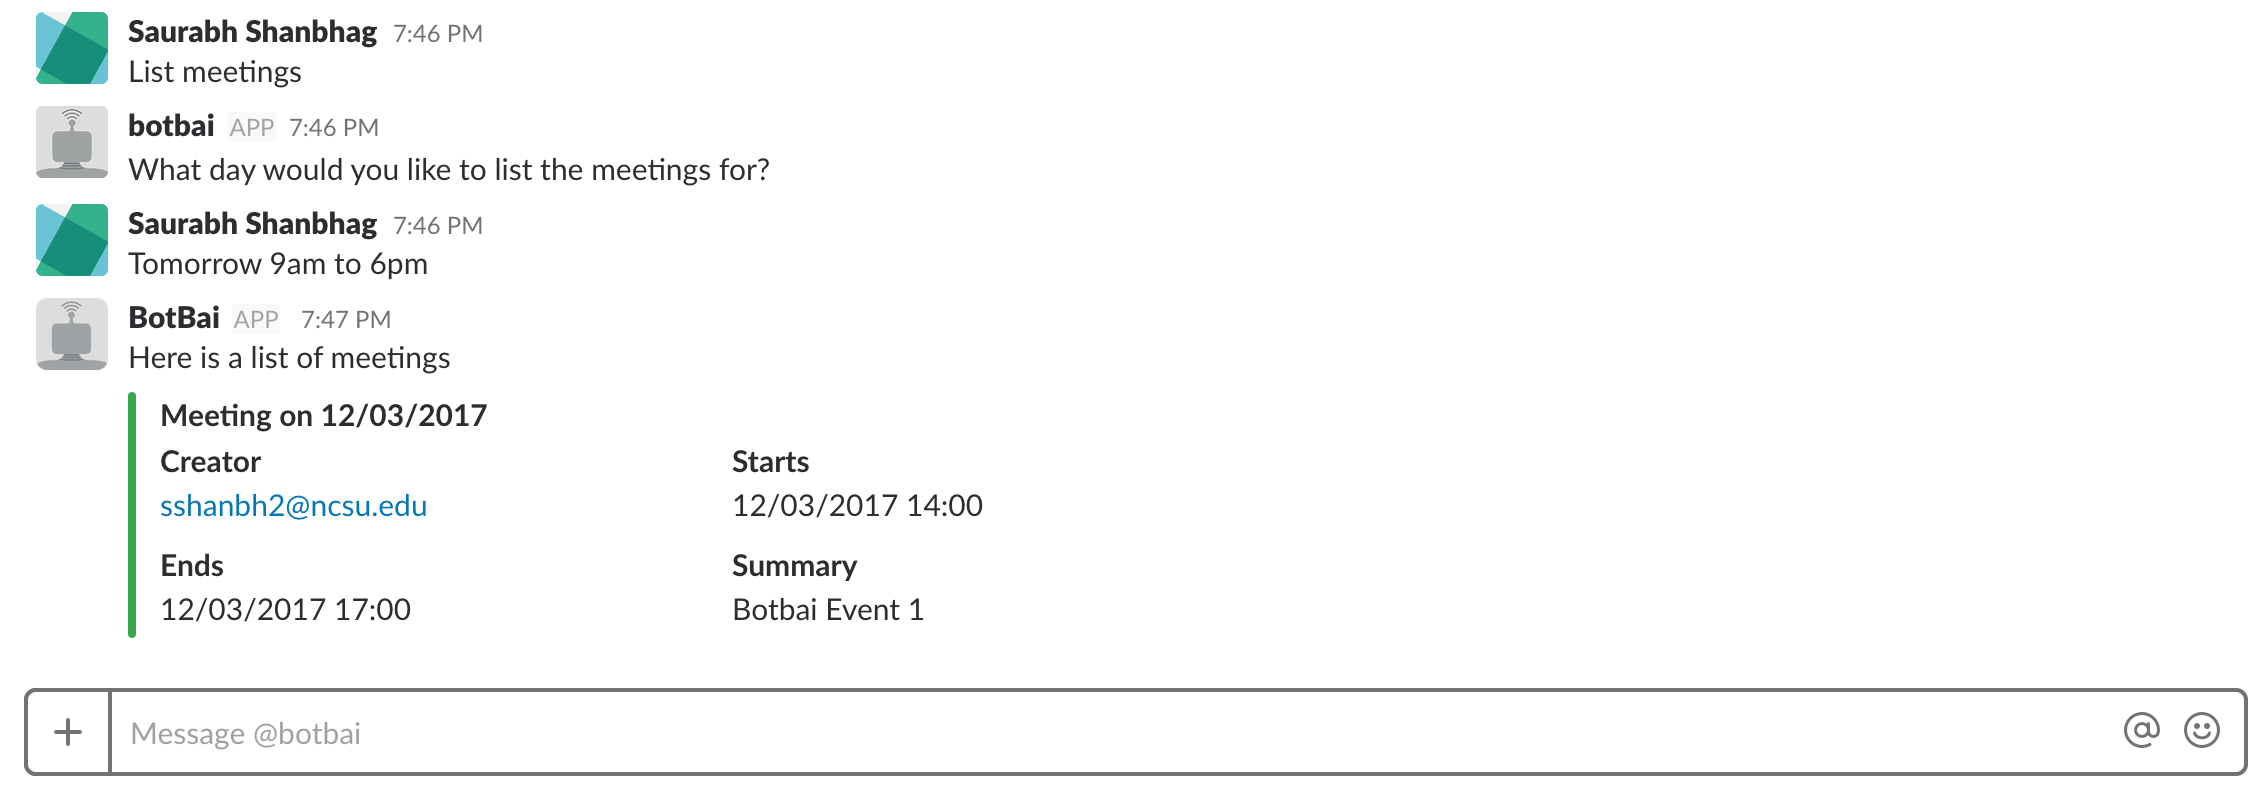 Saurabh Shanbhag 7:46 PM
List meetings
botbai APP 7:46 PM
What day would you like to list the meetings for?
Saurabh Shanbhag 7:46 PM
Tomorrow 9am to 6pm
BotBai APP 7:47 PM
Here is a list of meetings
Meeting on 12/03/2017
Creator Starts
sshanbh2@ncsu.edu 12/03/2017 14:00
Ends Summary
12/03/2017 17:00 Botbai Event 1
Message @botbai